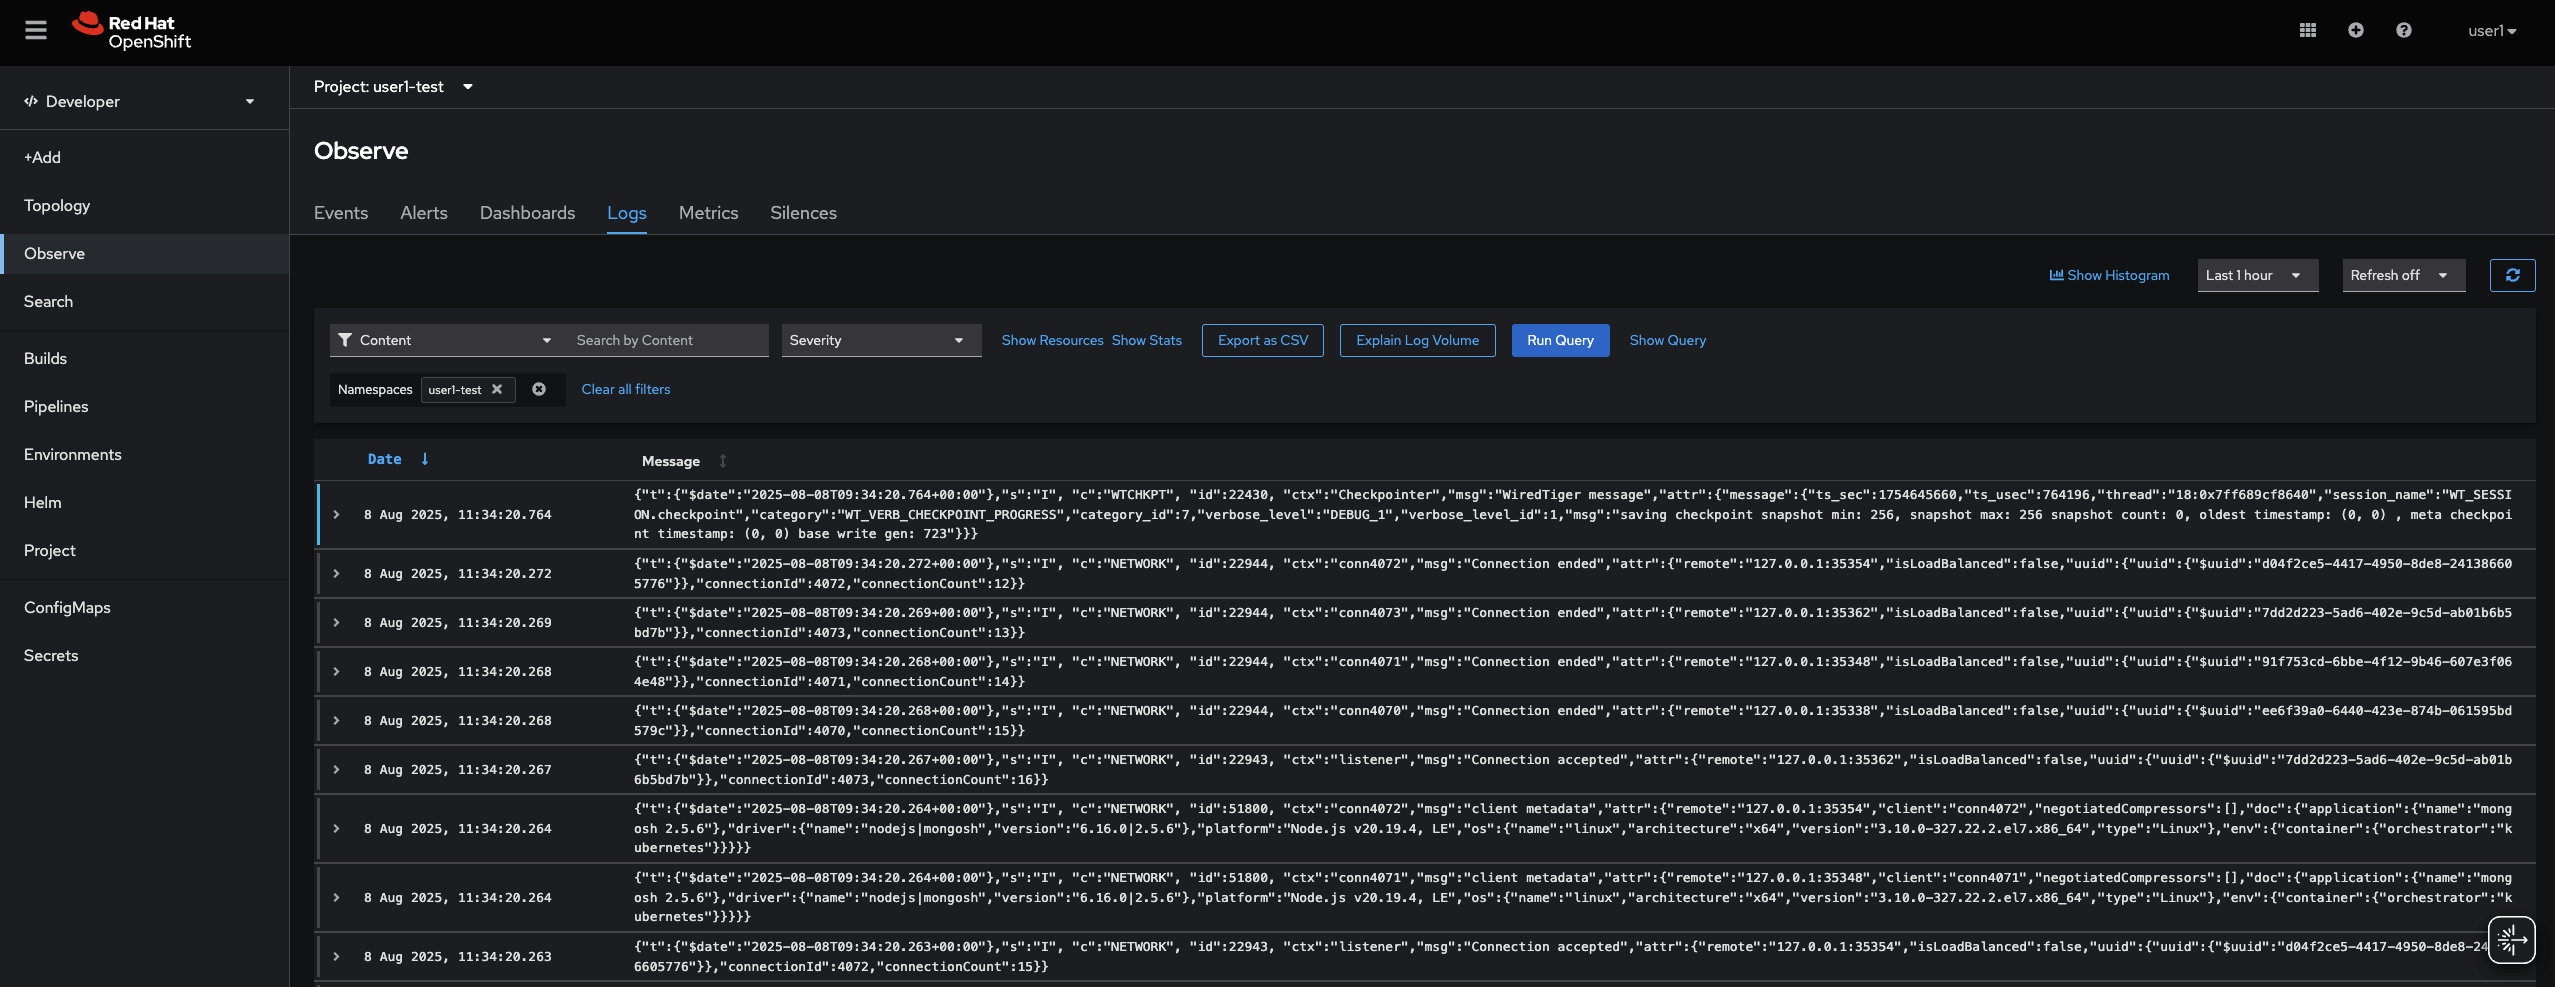 Red Hat
OpenShift
user1
Developer
+Add
Topology
Observe
Search
Builds
Pipelines
Environments
Helm
Project
ConfigMaps
Secrets
Project: user1-test
Observe
Events Alerts Dashboards Logs Metrics Silences
Show Histogram Last 1 hour Refresh off
Content Search by Content Severity Show Resources Show Stats Export as CSV Explain Log Volume Run Query Show Query
Namespaces user1-test Clear all filters
Date Message
8 Aug 2025, 11:34:20.764
{"t":{"$date":"2025-08-08T09:34:20.764+00:00"},"s":"I", "c":"WTCHKPT", "id":22430, "ctx":"Checkpointer","msg":"WiredTiger message","attr":{"message":{"ts_sec":1754645660,"ts_usec":764196,"thread":"18:0x7ff689cf8640","session_name":"WT_SESSI
ON.checkpoint","category":"WT_VERB_CHECKPOINT_PROGRESS","category_id":7,"verbose_level":"DEBUG_1","verbose_level_id":1,"msg":"saving checkpoint snapshot min: 256, snapshot max: 256 snapshot count: 0, oldest timestamp: (0, 0) , meta checkpoi
nt timestamp: (0, 0) base write gen: 723"}}}
8 Aug 2025, 11:34:20.272
{"t":{"$date":"2025-08-08T09:34:20.272+00:00"},"s":"I", "c":"NETWORK", "id":22944, "ctx":"conn4072","msg":"Connection ended","attr":{"remote":"127.0.0.1:35354","isLoadBalanced":false,"uuid":{"uuid":{"$uuid":"d04f2ce5-4417-4950-8de8-24138660
5776"}},"connectionId":4072,"connectionCount":12}}
8 Aug 2025, 11:34:20.269
{"t":{"$date":"2025-08-08T09:34:20.269+00:00"},"s":"I", "c":"NETWORK", "id":22944, "ctx":"conn4073","msg":"Connection ended","attr":{"remote":"127.0.0.1:35362","isLoadBalanced":false,"uuid":{"uuid":{"$uuid":"7dd2d223-5ad6-402e-9c5d-ab01b6b5
bd7b"}},"connectionId":4073,"connectionCount":13}}
8 Aug 2025, 11:34:20.268
{"t":{"$date":"2025-08-08T09:34:20.268+00:00"},"s":"I", "c":"NETWORK", "id":22944, "ctx":"conn4071","msg":"Connection ended","attr":{"remote":"127.0.0.1:35348","isLoadBalanced":false,"uuid":{"uuid":{"$uuid":"91f753cd-6bbe-4f12-9b46-607e3f06
4e48"}},"connectionId":4071,"connectionCount":14}}
8 Aug 2025, 11:34:20.268
{"t":{"$date":"2025-08-08T09:34:20.268+00:00"},"s":"I", "c":"NETWORK", "id":22944, "ctx":"conn4070","msg":"Connection ended","attr":{"remote":"127.0.0.1:35338","isLoadBalanced":false,"uuid":{"uuid":{"$uuid":"ee6f39a0-6440-423e-874b-061595bd
579c"}},"connectionId":4070,"connectionCount":15}}
8 Aug 2025, 11:34:20.267
{"t":{"$date":"2025-08-08T09:34:20.267+00:00"},"s":"I", "c":"NETWORK", "id":22943, "ctx":"listener","msg":"Connection accepted","attr":{"remote":"127.0.0.1:35362","isLoadBalanced":false,"uuid":{"uuid":{"$uuid":"7dd2d223-5ad6-402e-9c5d-ab01b
6b5bd7b"}},"connectionId":4073,"connectionCount":16}}
8 Aug 2025, 11:34:20.264
{"t":{"$date":"2025-08-08T09:34:20.264+00:00"},"s":"I", "c":"NETWORK", "id":51800, "ctx":"conn4072","msg":"client metadata","attr":{"remote":"127.0.0.1:35354","client":"conn4072","negotiatedCompressors":[],"doc":{"application":{"name":"mong
osh 2.5.6"},"driver":{"name":"nodejs|mongosh","version":"6.16.0|2.5.6"},"platform":"Node.js v20.19.4, LE","os":{"name":"linux","architecture":"x64","version":"3.10.0-327.22.2.el7.x86_64","type":"Linux"},"env":{"container":{"orchestrator":"k
ubernetes"}}}}}
8 Aug 2025, 11:34:20.264
{"t":{"$date":"2025-08-08T09:34:20.264+00:00"},"s":"I", "c":"NETWORK", "id":51800, "ctx":"conn4071","msg":"client metadata","attr":{"remote":"127.0.0.1:35348","client":"conn4071","negotiatedCompressors":[],"doc":{"application":{"name":"mong
osh 2.5.6"},"driver":{"name":"nodejs|mongosh","version":"6.16.0|2.5.6"},"platform":"Node.js v20.19.4, LE","os":{"name":"linux","architecture":"x64","version":"3.10.0-327.22.2.el7.x86_64","type":"Linux"},"env":{"container":{"orchestrator":"k
ubernetes"}}}}}
8 Aug 2025, 11:34:20.263
{"t":{"$date":"2025-08-08T09:34:20.263+00:00"},"s":"I", "c":"NETWORK", "id":22943, "ctx":"listener","msg":"Connection accepted","attr":{"remote":"127.0.0.1:35354","isLoadBalanced":false,"uuid":{"uuid":{"$uuid":"d04f2ce5-4417-4950-8de8-24
6605776"}},"connectionId":4072,"connectionCount":15}}